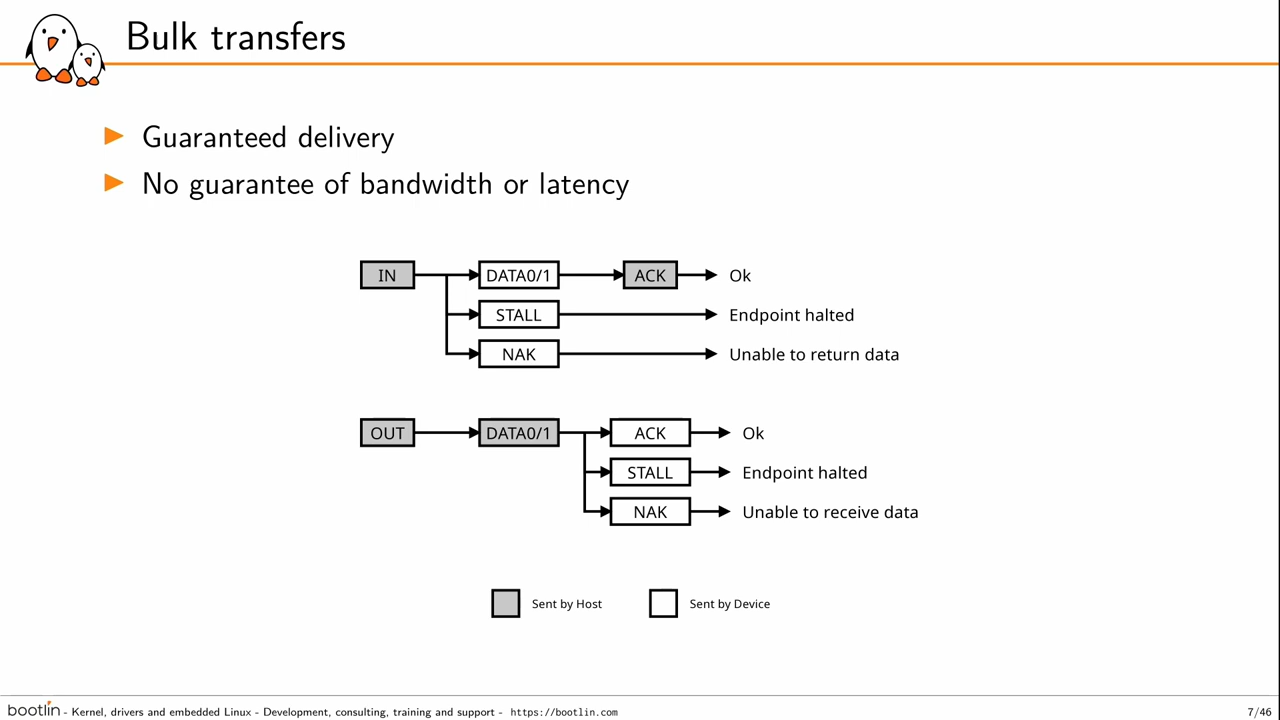 Bulk transfers
Guaranteed delivery
No guarantee of bandwidth or latency
IN DATA0/1 ACK Ok
STALL Endpoint halted
NAK Unable to return data
OUT DATA0/1 ACK Ok
STALL Endpoint halted
NAK Unable to receive data
Sent by Host Sent by Device
bootlin - Kernel, drivers and embedded Linux - Development, consulting, training and support - https://bootlin.com 7/46